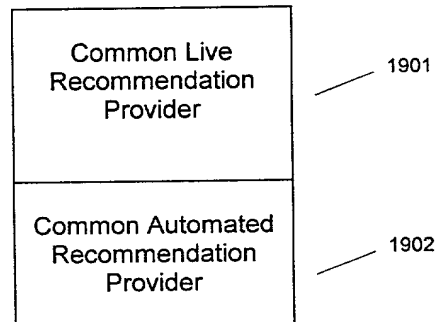 Common Live
Recommendation
Provider
1901
Common Automated
Recommendation
Provider
1902